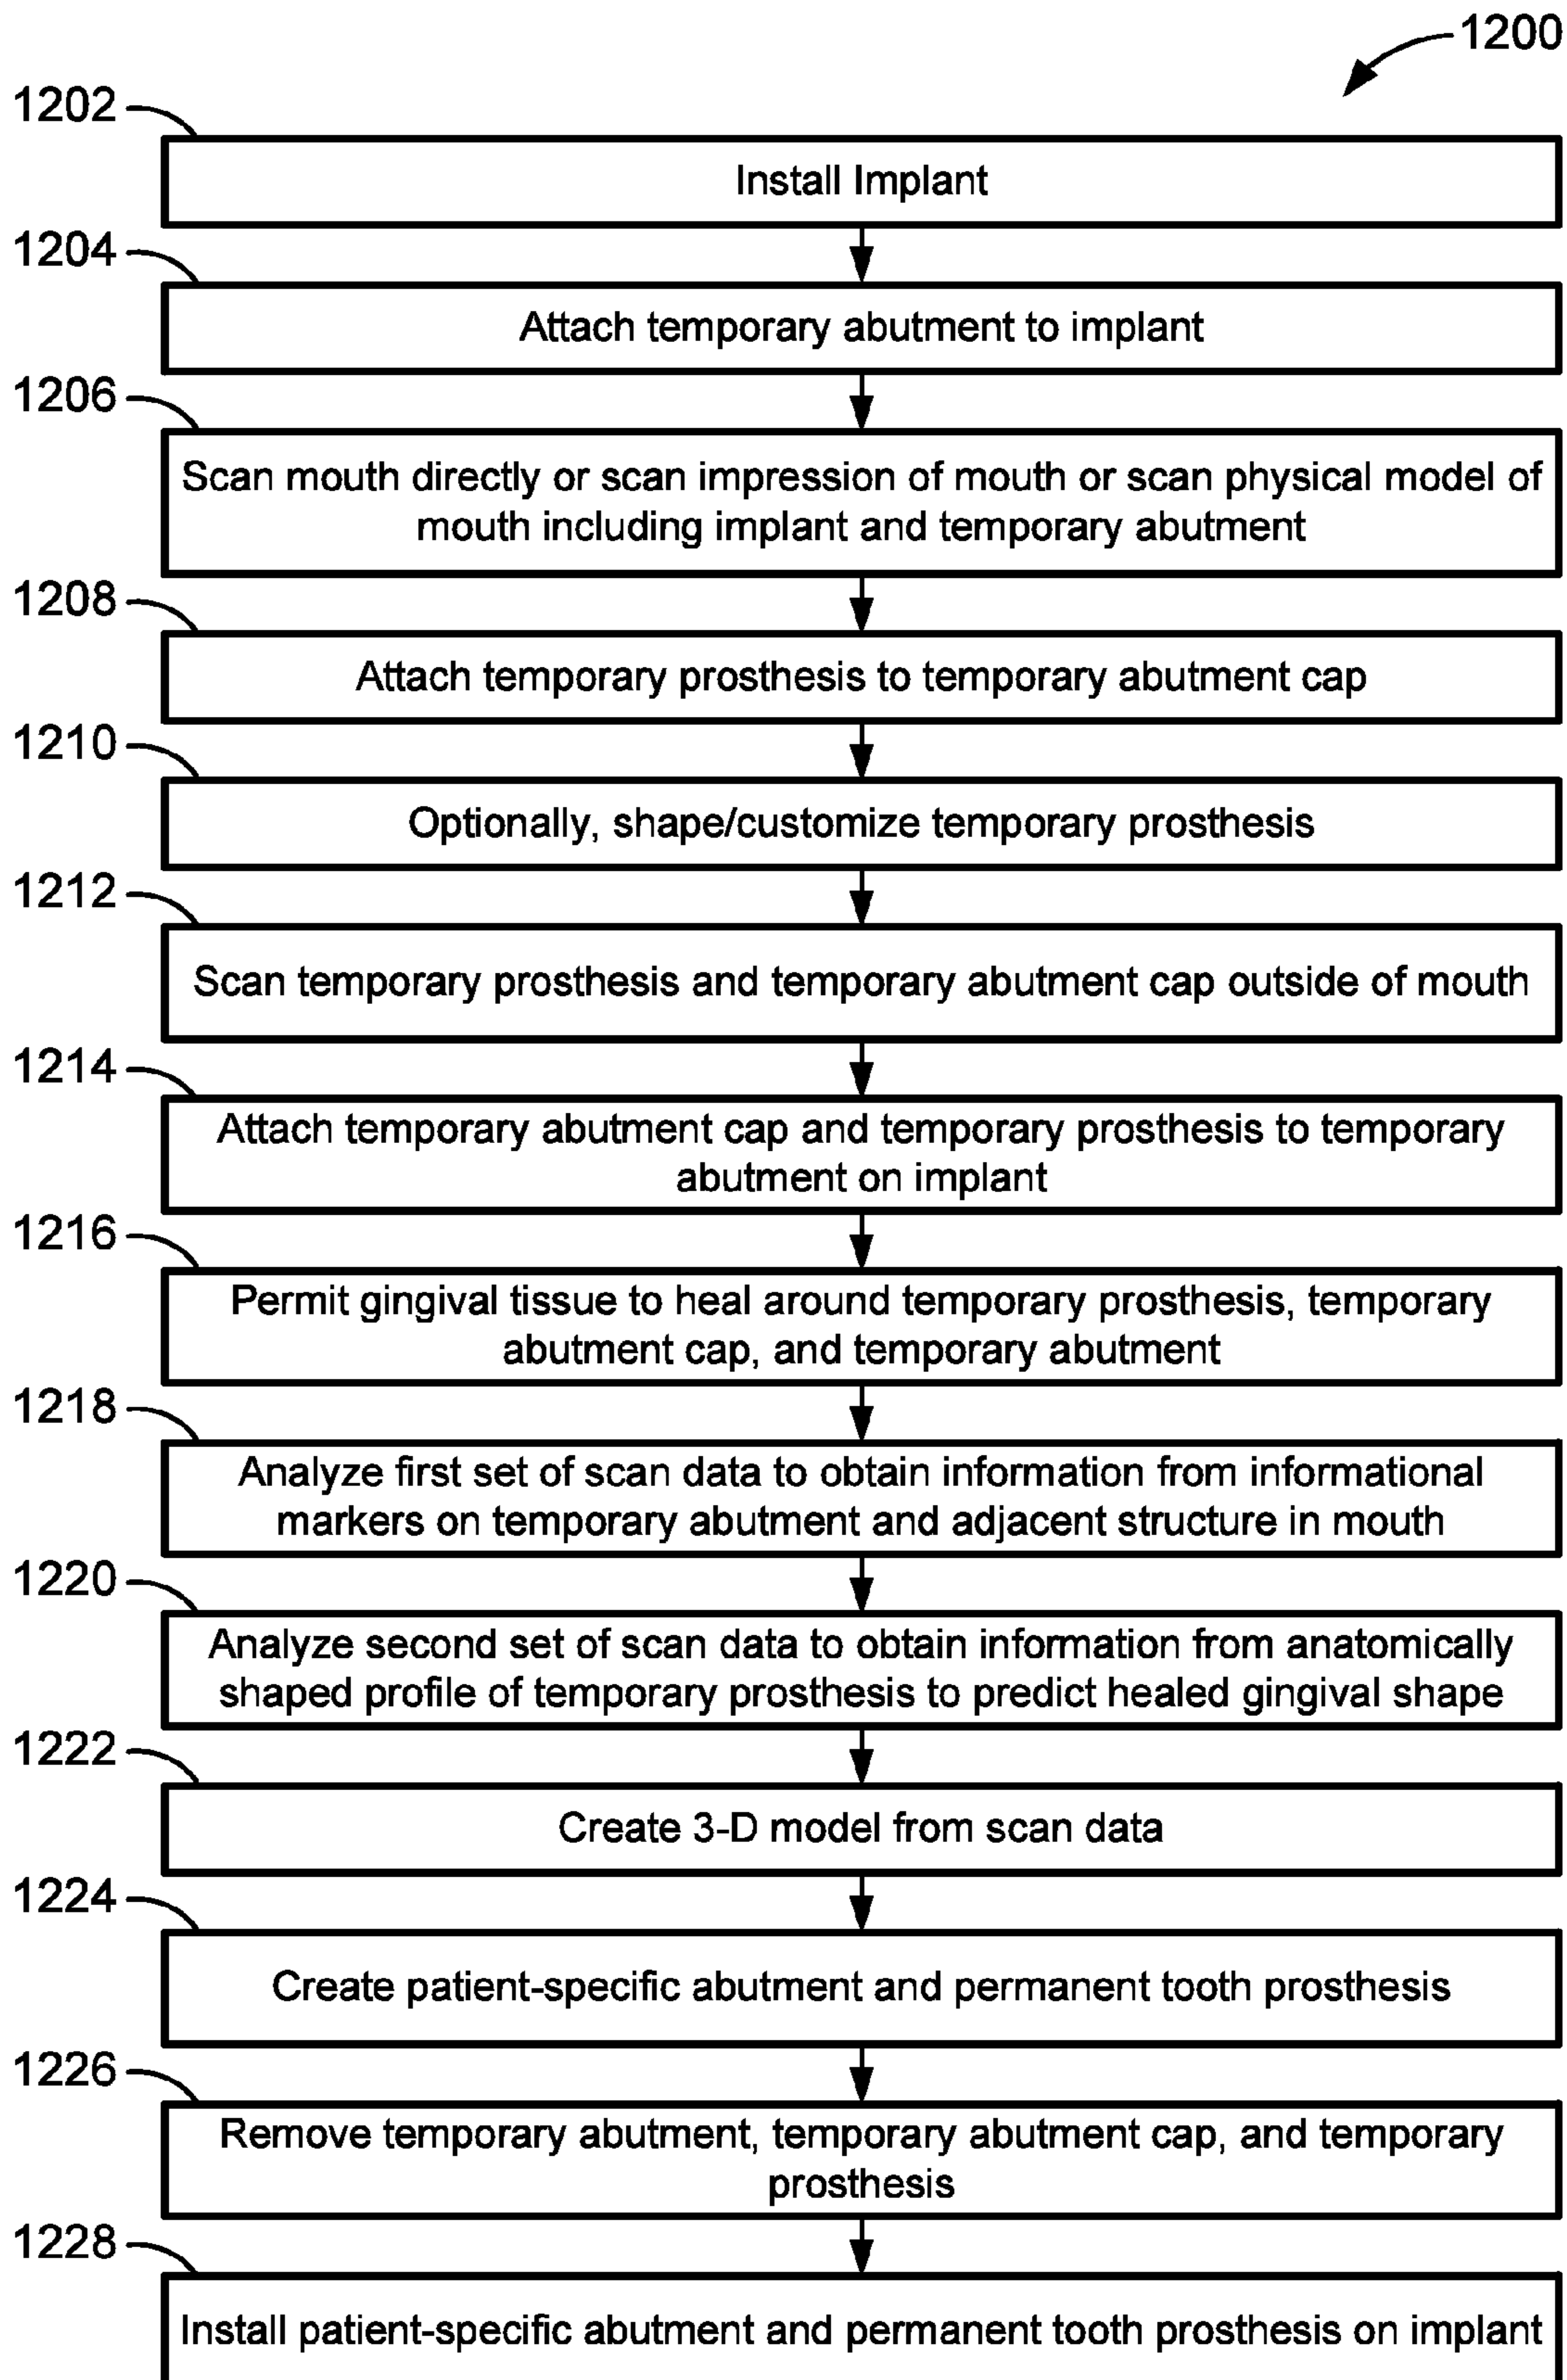 1200
1202
Install Implant
1204
Attach temporary abutment to implant
1206
Scan mouth directly or scan impression of mouth or scan physical model of
mouth including implant and temporary abutment
1208
Attach temporary prosthesis to temporary abutment cap
1210
Optionally, shape/customize temporary prosthesis
1212
Scan temporary prosthesis and temporary abutment cap outside of mouth
1214
Attach temporary abutment cap and temporary prosthesis to temporary
abutment on implant
1216
Permit gingival tissue to heal around temporary prosthesis, temporary
abutment cap, and temporary abutment
1218
Analyze first set of scan data to obtain information from informational
markers on temporary abutment and adjacent structure in mouth
1220
Analyze second set of scan data to obtain information from anatomically
shaped profile of temporary prosthesis to predict healed gingival shape
1222
Create 3-D model from scan data
1224
Create patient-specific abutment and permanent tooth prosthesis
1226
Remove temporary abutment, temporary abutment cap, and temporary
prosthesis
1228
Install patient-specific abutment and permanent tooth prosthesis on implant